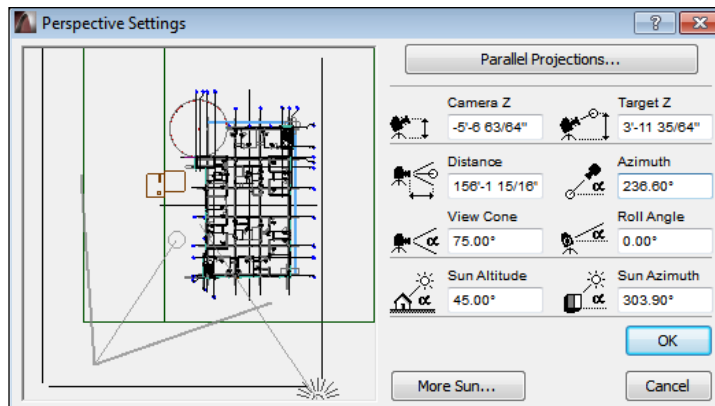 Perspective Settings
Parallel Projections...
Camera Z
Target Z
-5'-6 63/64"
3'-11 35/64"
Distance
Azimuth
156'-1 15/16"
236.60°
View Cone
Roll Angle
α 75.00°
α 0.00°
Sun Altitude
Sun Azimuth
α 45.00°
α 303.90°
OK
More Sun...
Cancel